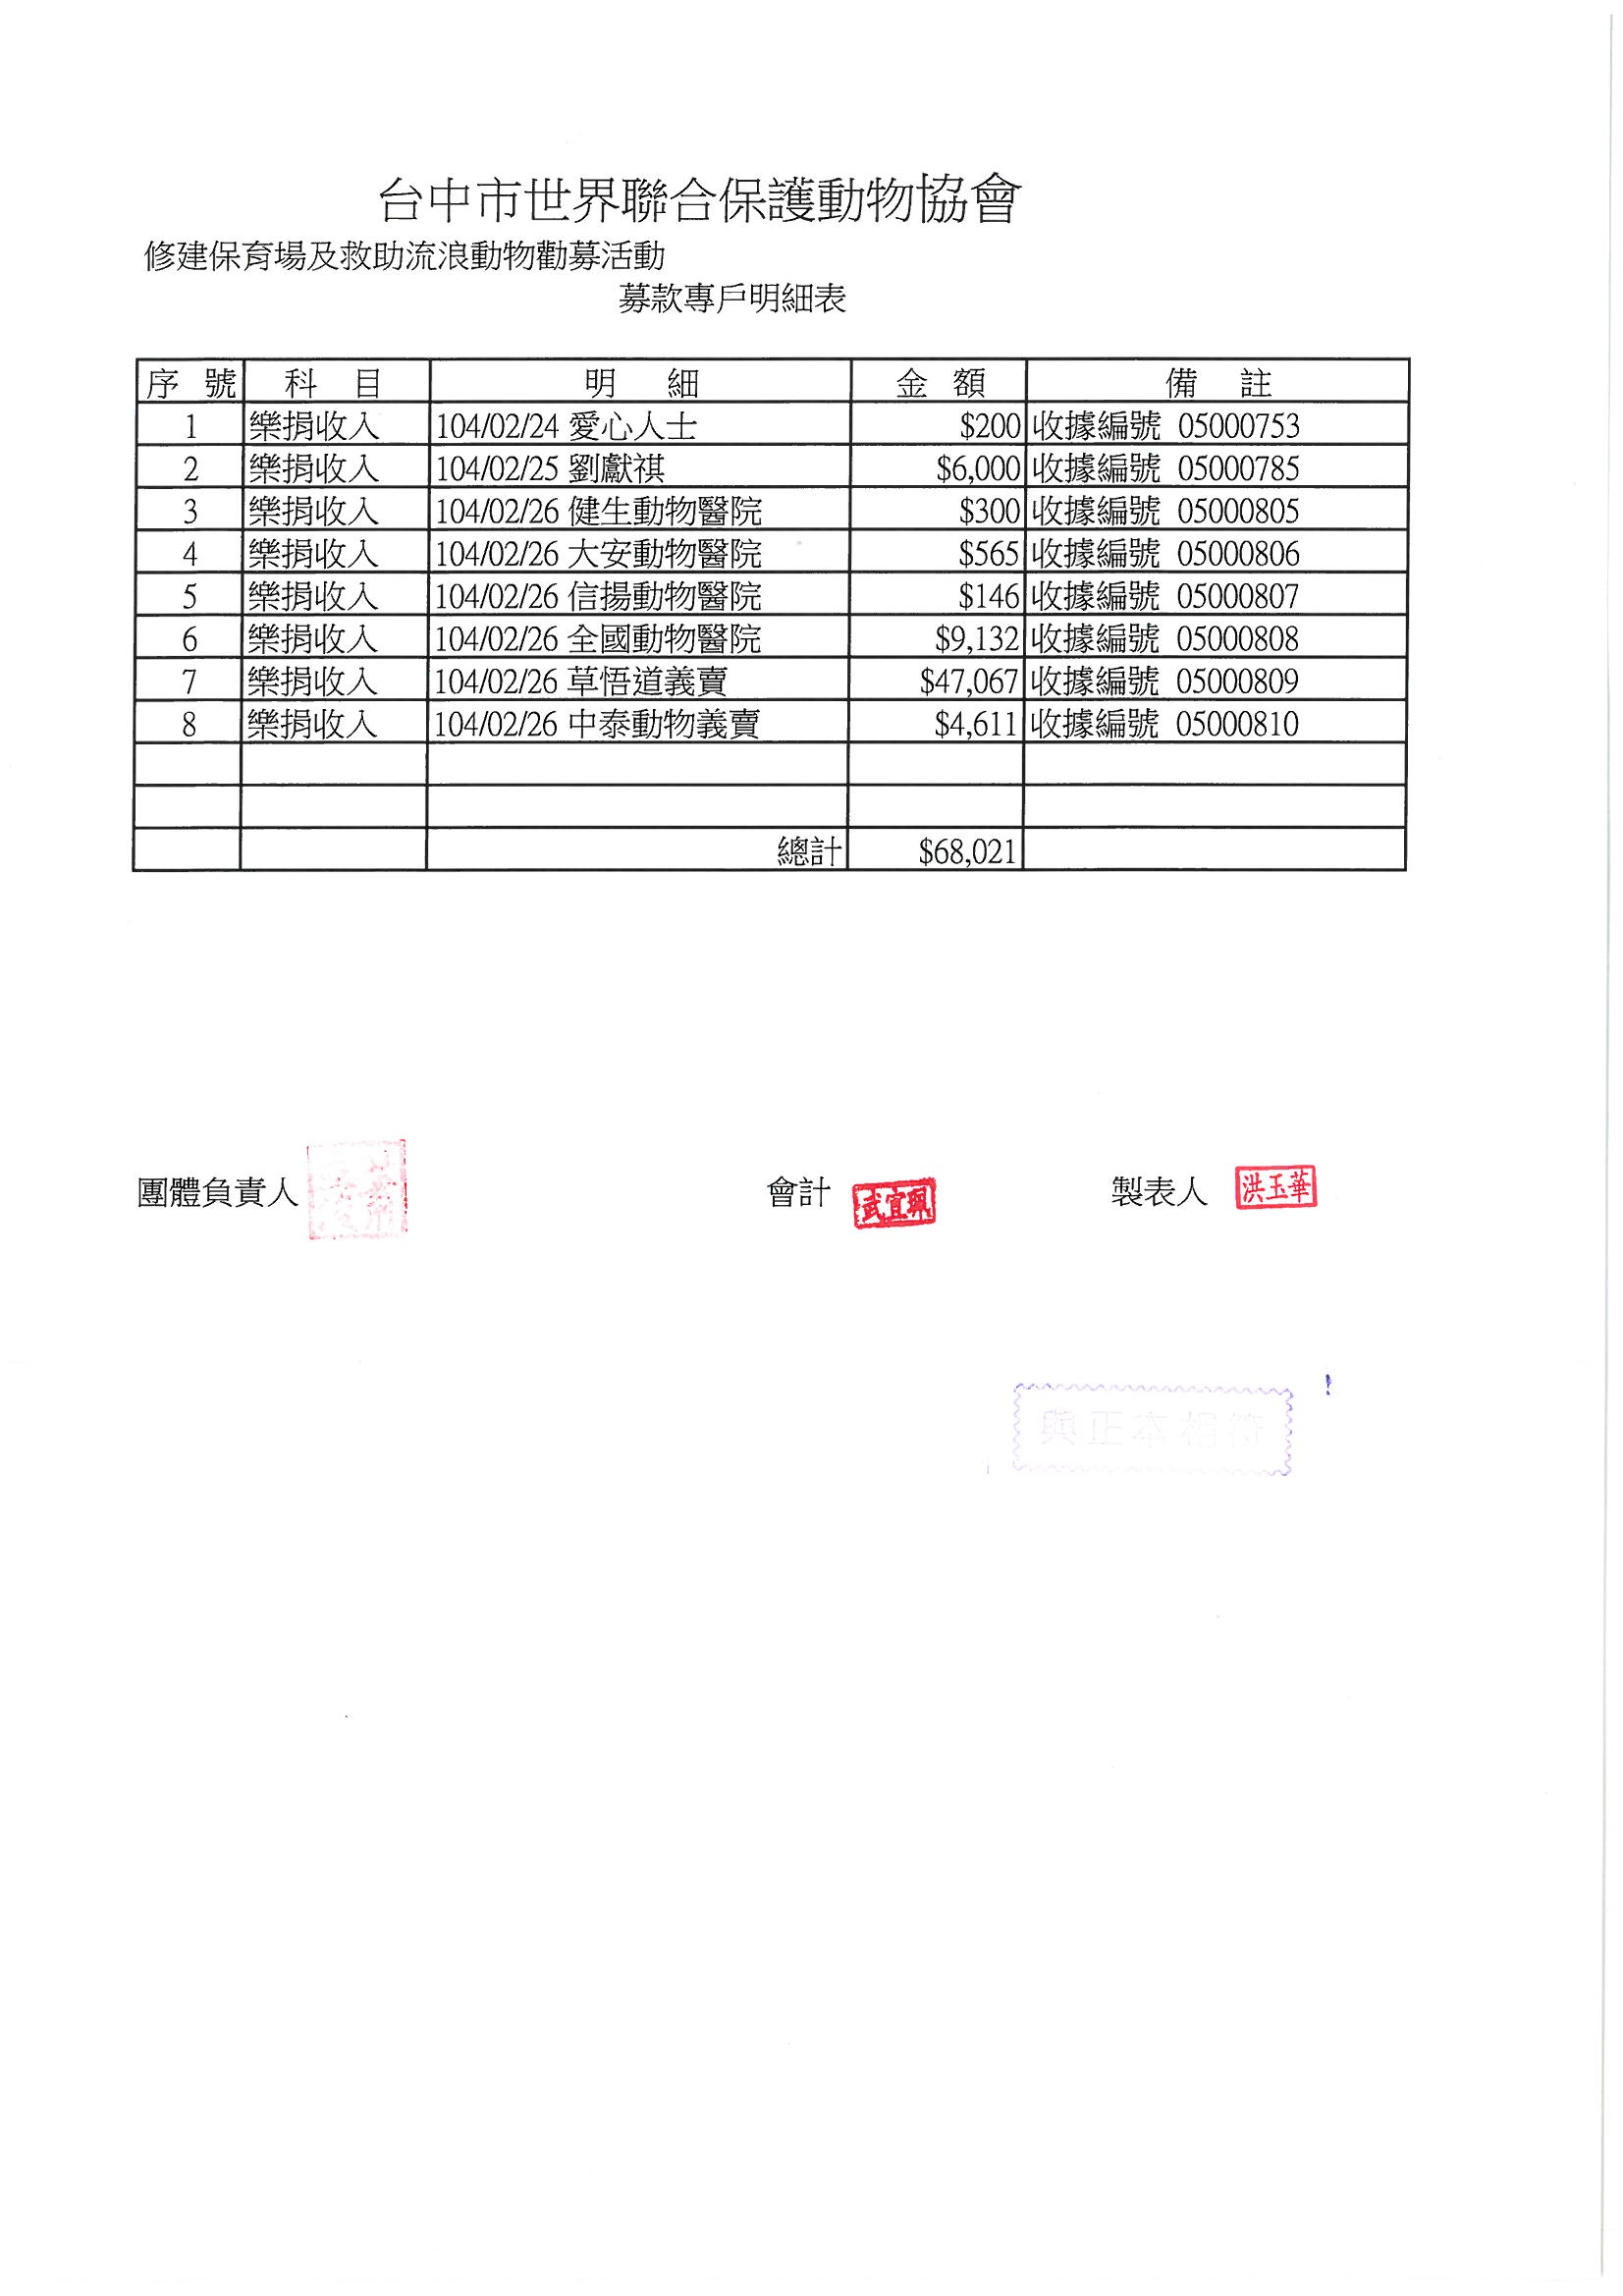 台中市世界聯合保護動物協會
修建保育場及救助流浪動物勸募活動
募款專戶明細表
序 號 科 目 明 細 金 額 備 註
1 樂捐收入 104/02/24 愛心人士 $200 收據編號 05000753
2 樂捐收入 104/02/25 劉獻祺 $6,000 收據編號 05000785
3 樂捐收入 104/02/26 健生動物醫院 $300 收據編號 05000805
4 樂捐收入 104/02/26 大安動物醫院 $565 收據編號 05000806
5 樂捐收入 104/02/26 信揚動物醫院 $146 收據編號 05000807
6 樂捐收入 104/02/26 全國動物醫院 $9,132 收據編號 05000808
7 樂捐收入 104/02/26 草悟道義賣 $47,067 收據編號 05000809
8 樂捐收入 104/02/26 中泰動物義賣 $4,611 收據編號 05000810
總計 $68,021
團體負責人 會計 武宣珮 製表人 洪玉華
與正本相符